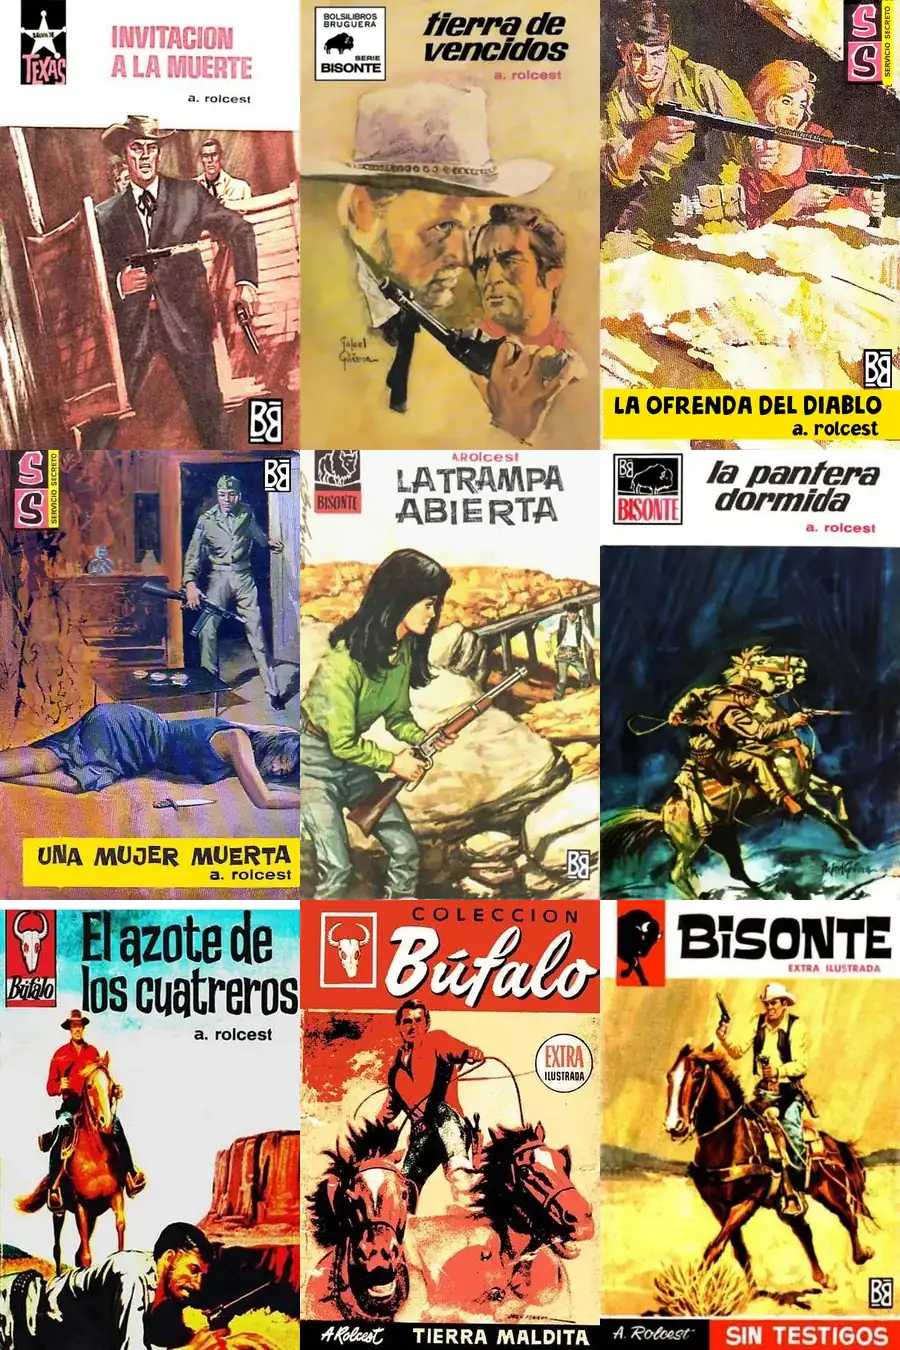 SALVAJE
TEXAS
INVITACION
A LA MUERTE
a. rolcest
BB
BOLSILIBROS
BRUGUERA
SERIE
BISONTE
tierra de
vencidos
a. rolcest
Rafael
Griera
SS
SERVICIO SECRETO
BB
LA OFRENDA DEL DIABLO
a. rolcest
SS
SERVICIO SECRETO
BB
UNA MUJER MUERTA
a. rolcest
BISONTE
A.ROLcest
LA TRAMPA
ABIERTA
BB
BB
BISONTE
la pantera
dormida
a. rolcest
Búfalo
El azote de
los cuatreros
a. rolcest
COLECCION
Búfalo
EXTRA
ILUSTRADA
A. Rolcest
TIERRA MALDITA
BISONTE
EXTRA ILUSTRADA
BB
A. Rolcest
SIN TESTIGOS